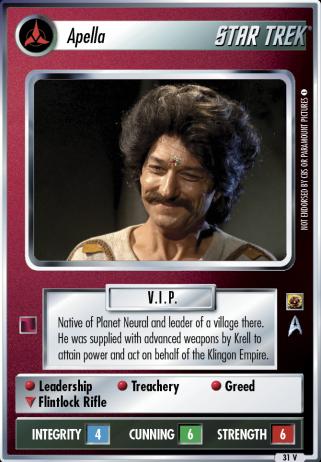 Apella
STAR TREK
NOT ENDORSED BY CBS OR PARAMOUNT PICTURES
V.I.P.
Native of Planet Neural and leader of a village there.
He was supplied with advanced weapons by Krell to
attain power and act on behalf of the Klingon Empire.
Leadership
Treachery
Greed
Flintlock Rifle
INTEGRITY 4
CUNNING 6
STRENGTH 6
31 V